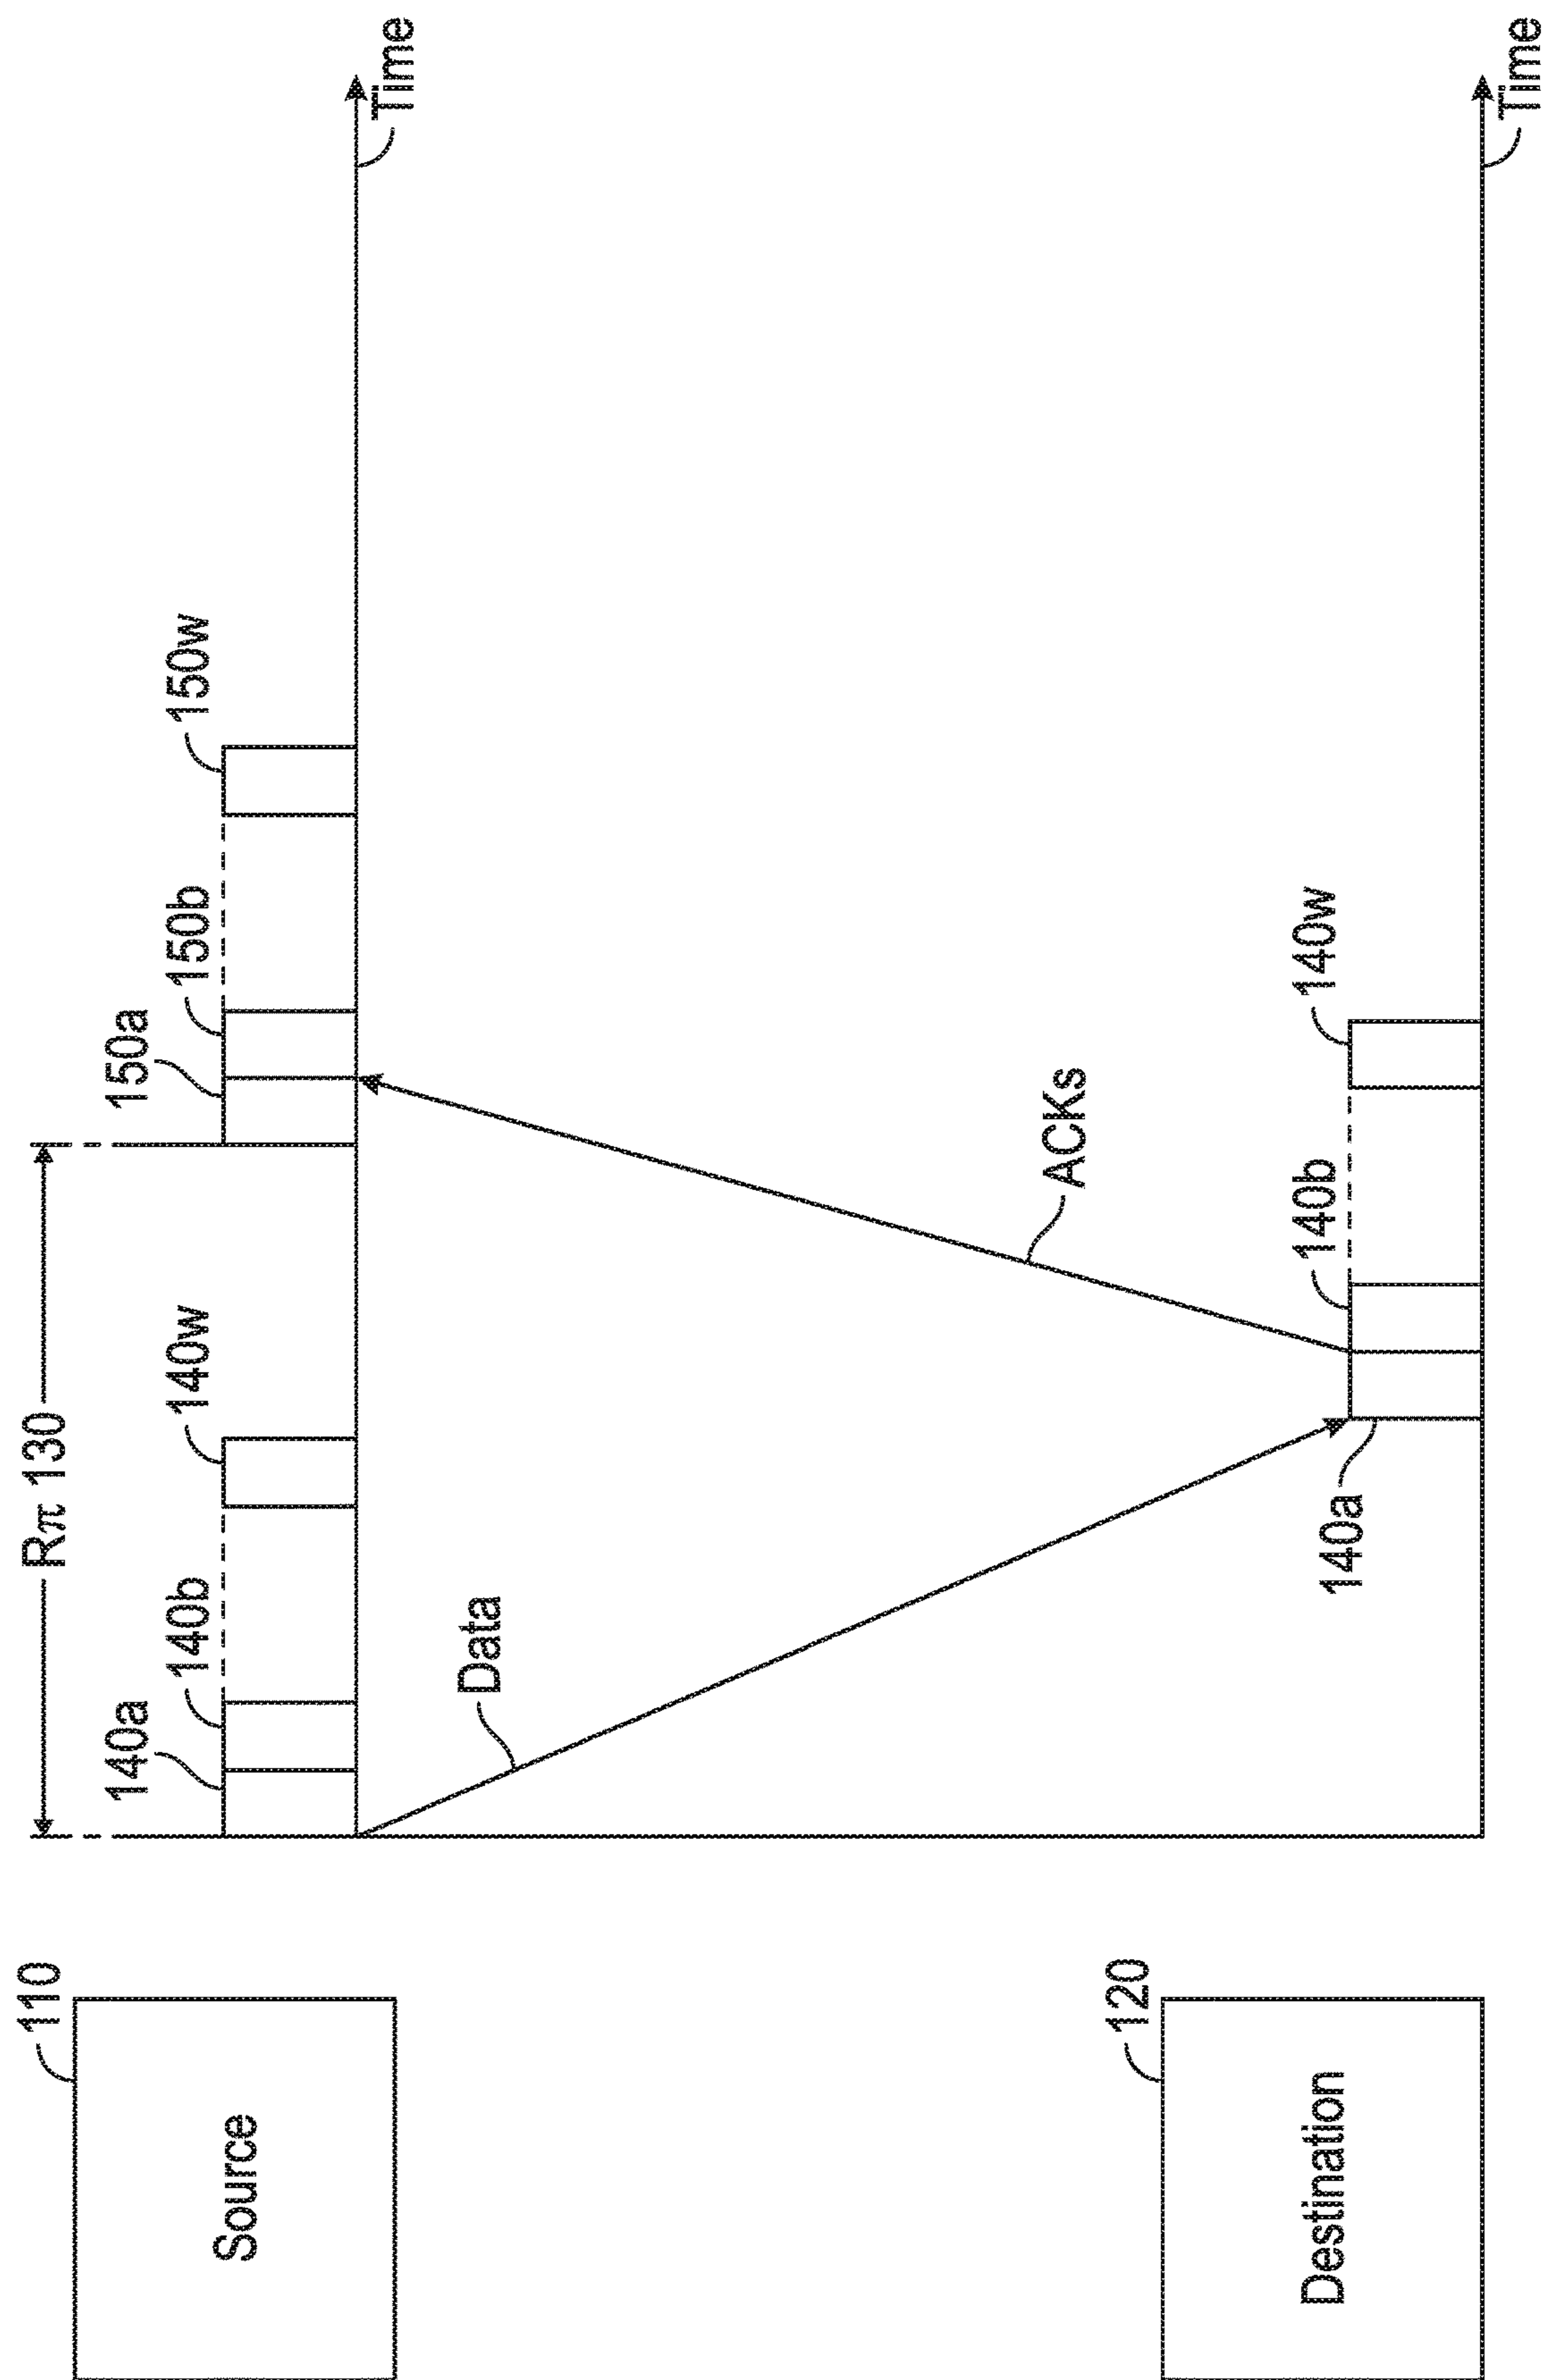 Rπ 130
140a
140b
140w
150a
150b
150w
110
Source
Time
Data
ACKs
120
Destination
140a
140b
140w
Time